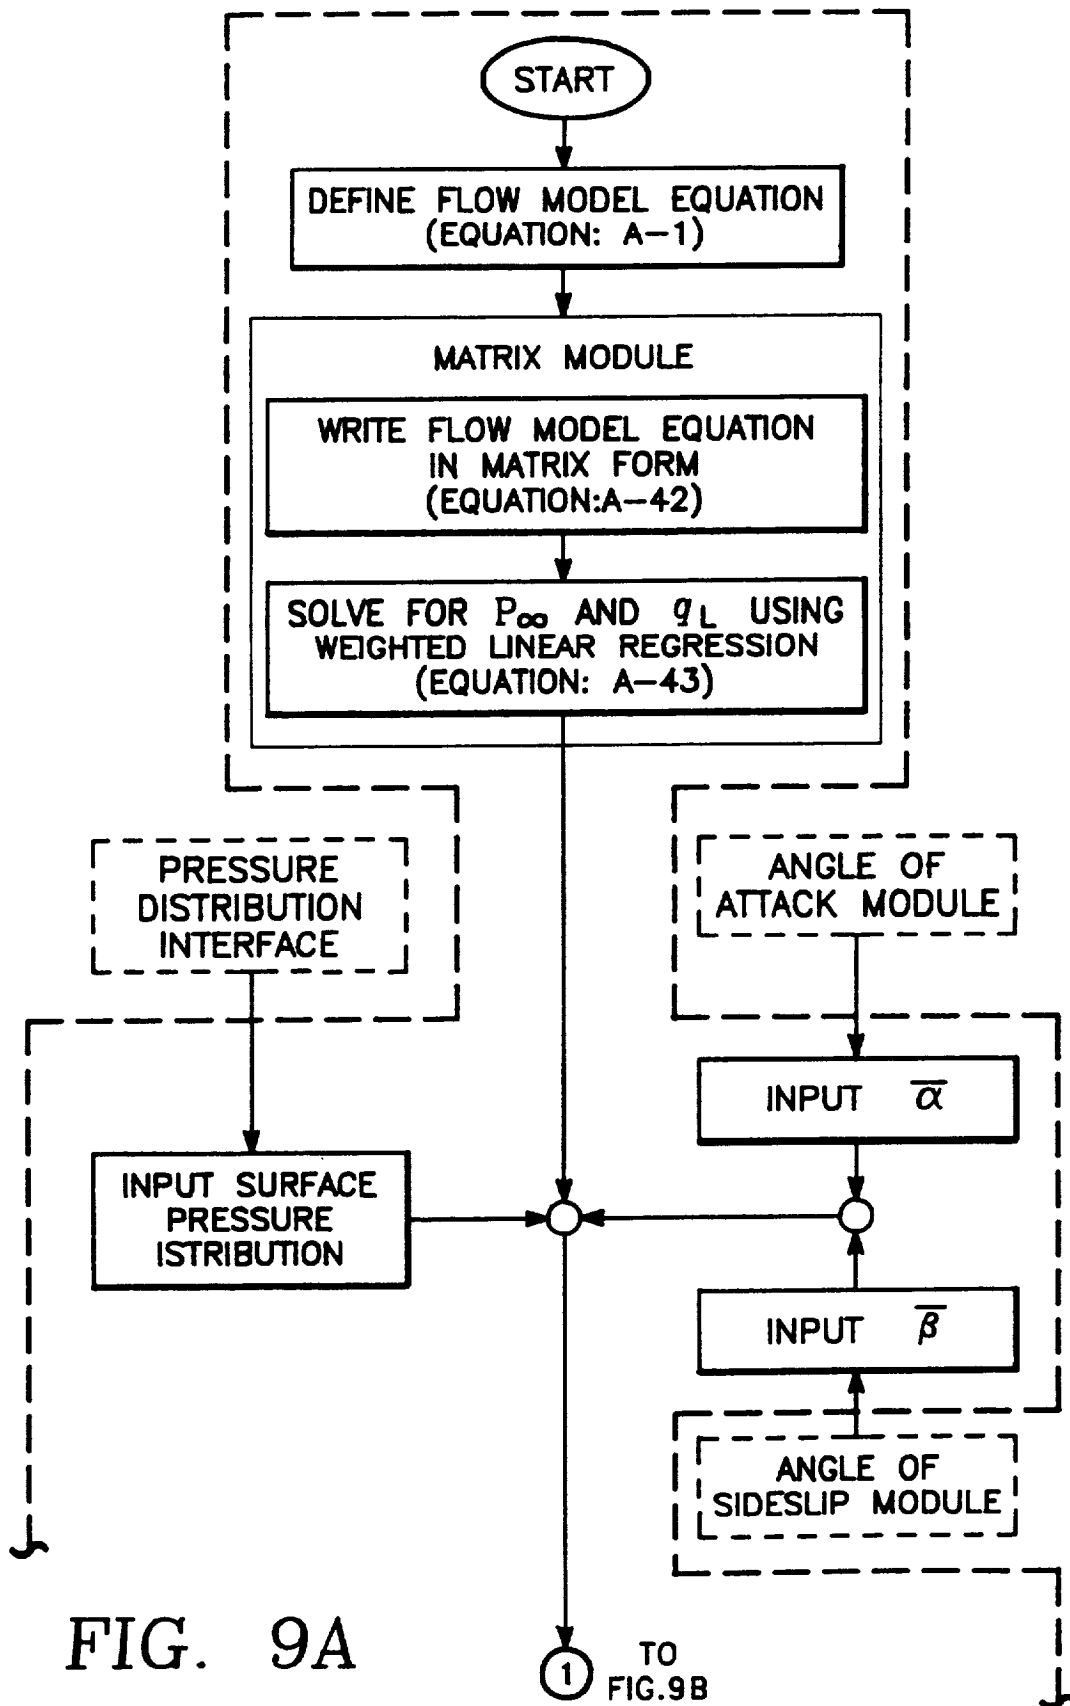 START
DEFINE FLOW MODEL EQUATION
(EQUATION: A-1)
MATRIX MODULE
WRITE FLOW MODEL EQUATION
IN MATRIX FORM
(EQUATION:A-42)
SOLVE FOR P∞ AND qL USING
WEIGHTED LINEAR REGRESSION
(EQUATION: A-43)
PRESSURE
DISTRIBUTION
INTERFACE
ANGLE OF
ATTACK MODULE
INPUT α̅
INPUT SURFACE
PRESSURE
ISTRIBUTION
INPUT β̅
ANGLE OF
SIDESLIP MODULE
FIG. 9A
1
TO
FIG.9B